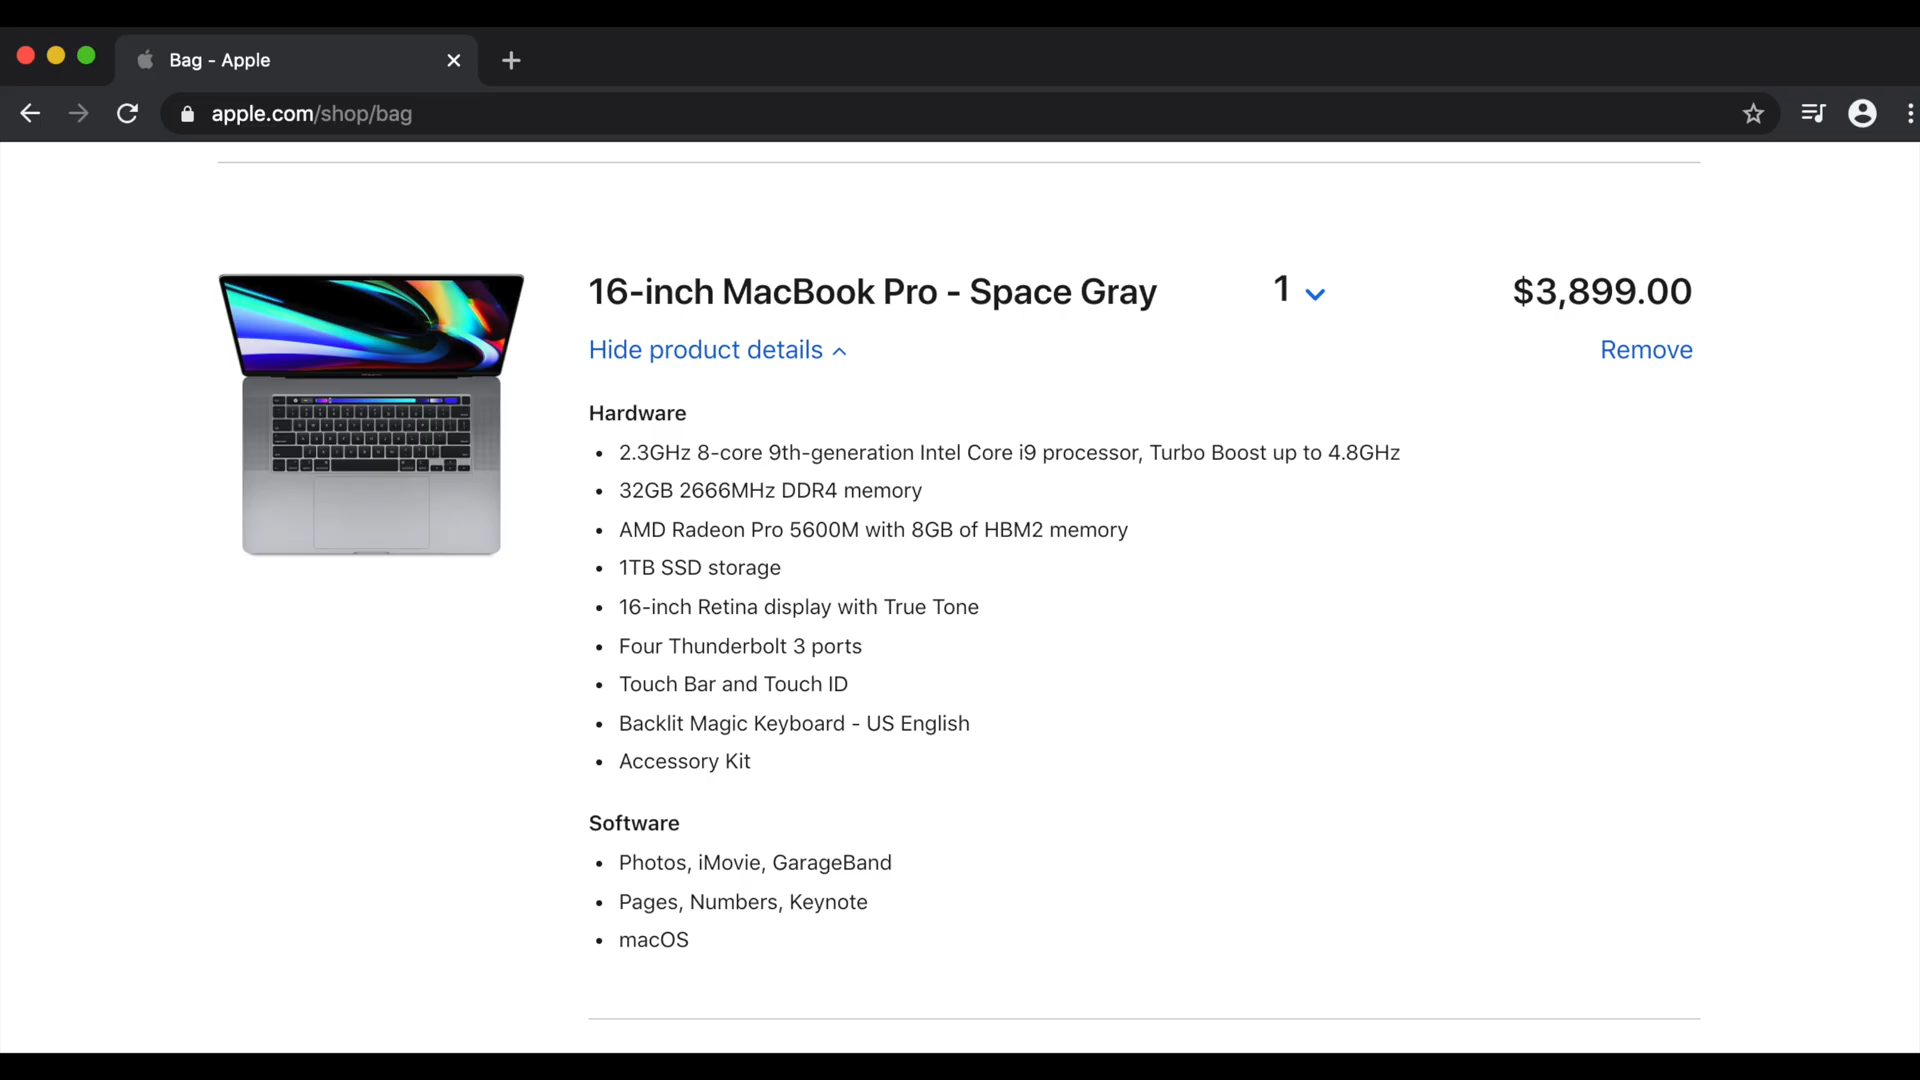 Bag - Apple
apple.com/shop/bag
16-inch MacBook Pro - Space Gray 1 $3,899.00
Hide product details Remove
Hardware
• 2.3GHz 8-core 9th-generation Intel Core i9 processor, Turbo Boost up to 4.8GHz
• 32GB 2666MHz DDR4 memory
• AMD Radeon Pro 5600M with 8GB of HBM2 memory
• 1TB SSD storage
• 16-inch Retina display with True Tone
• Four Thunderbolt 3 ports
• Touch Bar and Touch ID
• Backlit Magic Keyboard - US English
• Accessory Kit
Software
• Photos, iMovie, GarageBand
• Pages, Numbers, Keynote
• macOS